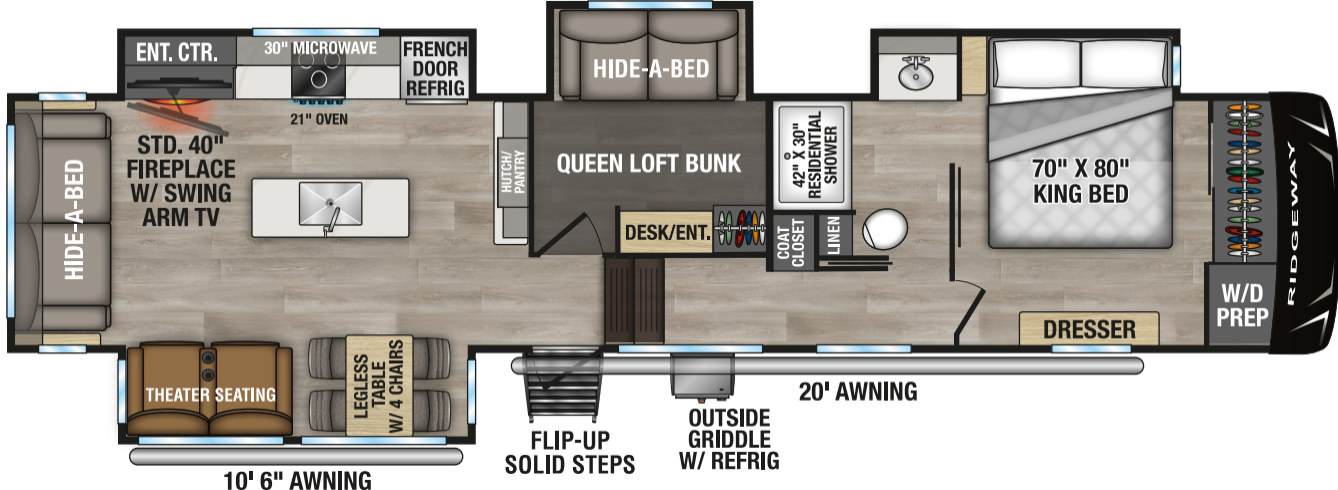 ENT. CTR.
30" MICROWAVE
FRENCH
DOOR
REFRIG
HIDE-A-BED
21" OVEN
STD. 40"
FIREPLACE
W/ SWING
ARM TV
HIDE-A-BED
HUTCH/
PANTRY
QUEEN LOFT BUNK
42" X 30"
RESIDENTIAL
SHOWER
70" X 80"
KING BED
DESK/ENT.
COAT
CLOSET
LINEN
W/D
PREP
RIDGEWAY
DRESSER
THEATER SEATING
LEGLESS
TABLE
W/ 4 CHAIRS
20' AWNING
OUTSIDE
GRIDDLE
W/ REFRIG
FLIP-UP
SOLID STEPS
10' 6" AWNING